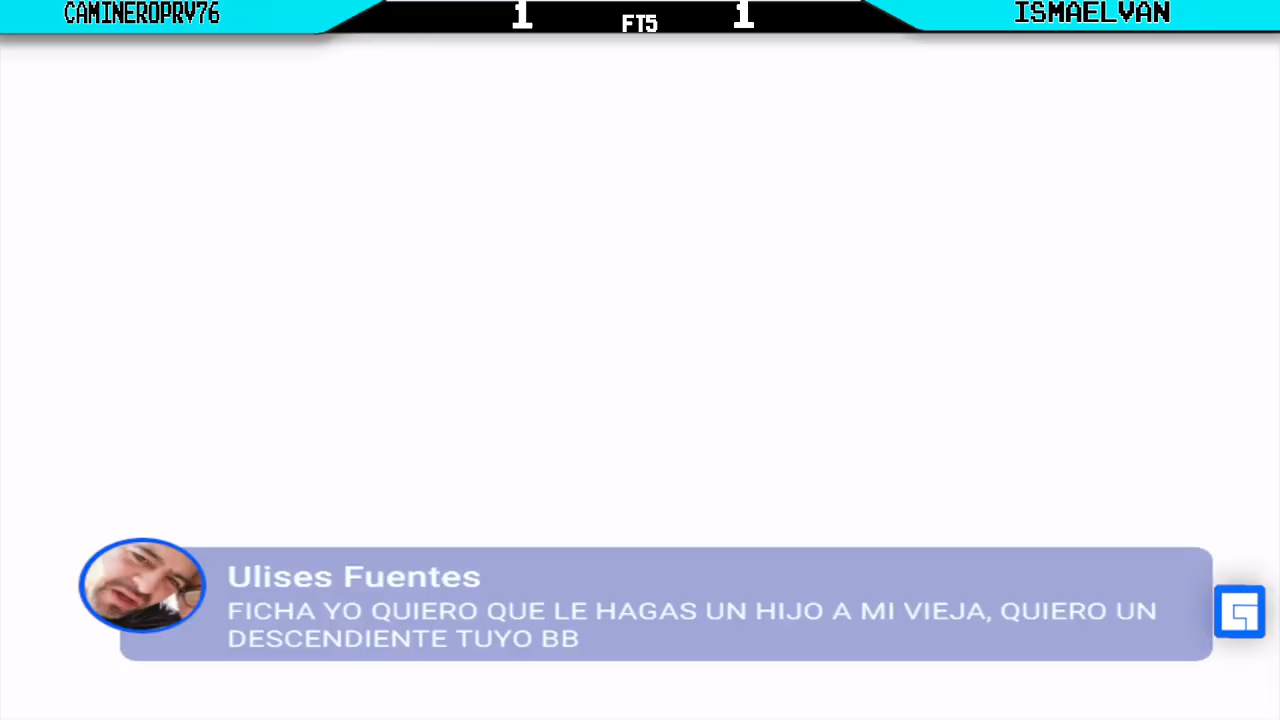 CAMINEROPRV76 1 FT5 1 ISMAELVAN
Ulises Fuentes
FICHA YO QUIERO QUE LE HAGAS UN HIJO A MI VIEJA, QUIERO UN
DESCENDIENTE TUYO BB